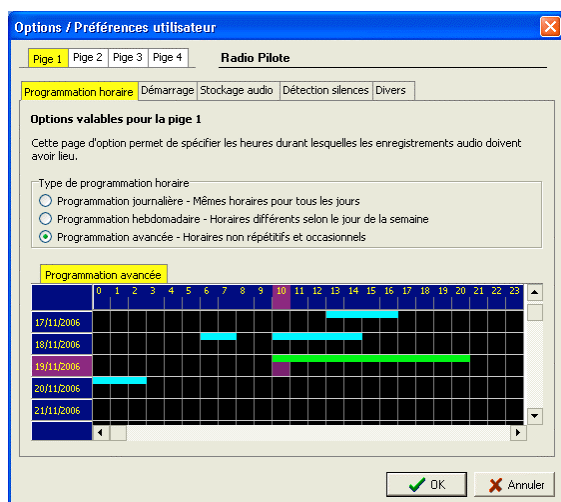 Options / Préférences utilisateur
Pige 1 Pige 2 Pige 3 Pige 4 Radio Pilote
Programmation horaire Démarrage Stockage audio Détection silences Divers
Options valables pour la pige 1
Cette page d'option permet de spécifier les heures durant lesquelles les enregistrements audio doivent
avoir lieu.
Type de programmation horaire
Programmation journalière - Mêmes horaires pour tous les jours
Programmation hebdomadaire - Horaires différents selon le jour de la semaine
Programmation avancée - Horaires non répétitifs et occasionnels
Programmation avancée
0 1 2 3 4 5 6 7 8 9 10 11 12 13 14 15 16 17 18 19 20 21 22 23
17/11/2006
18/11/2006
19/11/2006
20/11/2006
21/11/2006
OK Annuler